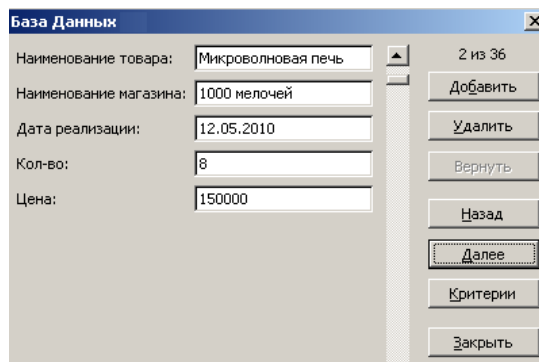 База Данных
Наименование товара: Микроволновая печь
Наименование магазина: 1000 мелочей
Дата реализации: 12.05.2010
Кол-во: 8
Цена: 150000
2 из 36
Добавить
Удалить
Вернуть
Назад
Далее
Критерии
Закрыть